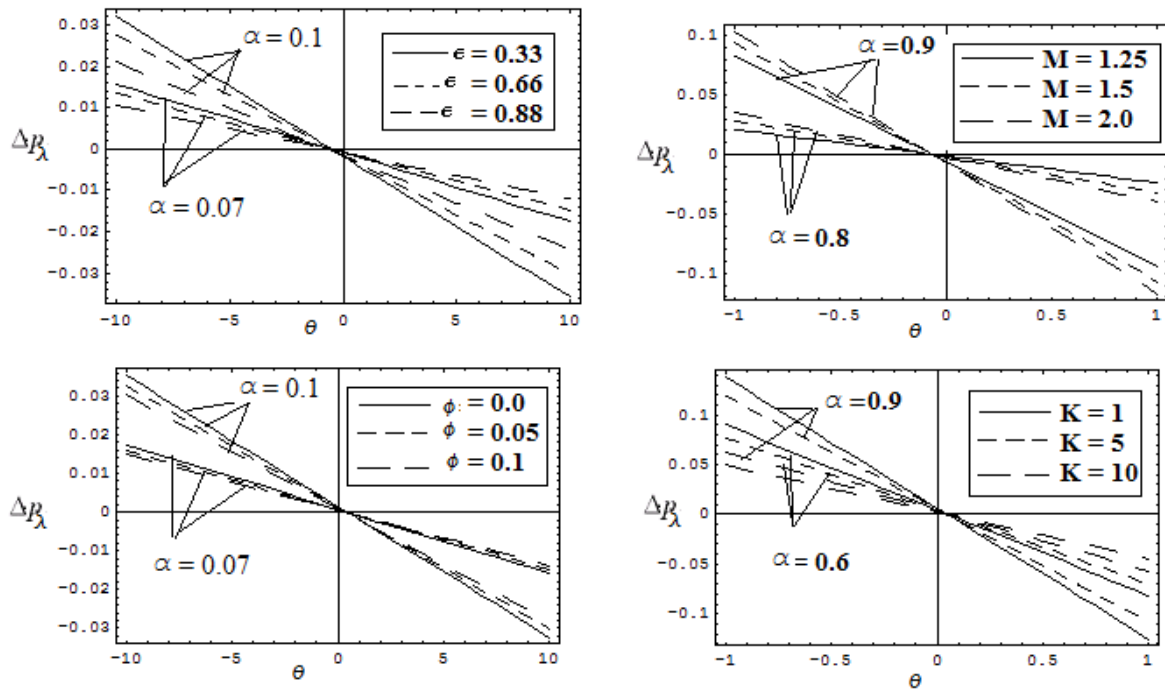 0.03
0.02
0.01
0
-0.01
-0.02
-0.03
Δpλ
α = 0.1
α = 0.07
ϵ = 0.33
ϵ = 0.66
ϵ = 0.88
-10 -5 0 5 10
θ
0.1
0.05
0
-0.05
-0.1
Δpλ
α = 0.9
α = 0.8
M = 1.25
M = 1.5
M = 2.0
-1 -0.5 0 0.5 1
θ
0.03
0.02
0.01
0
-0.01
-0.02
-0.03
Δpλ
α = 0.1
α = 0.07
ϕ: = 0.0
ϕ = 0.05
ϕ = 0.1
-10 -5 0 5 10
θ
0.1
0.05
0
-0.05
-0.1
Δpλ
α =0.9
α = 0.6
K = 1
K = 5
K = 10
-1 -0.5 0 0.5 1
θ